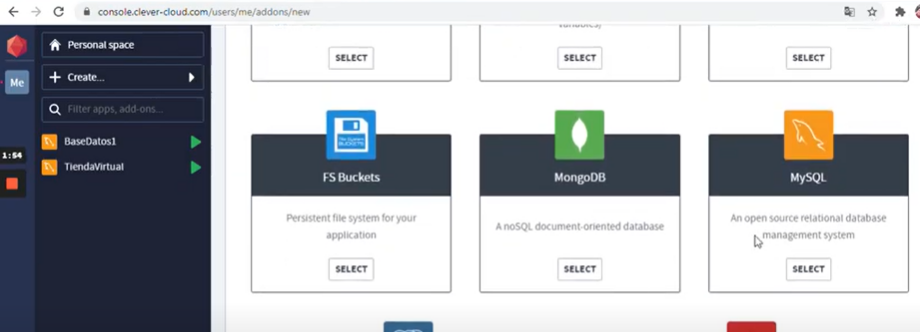 console.clever-cloud.com/users/me/addons/new
Personal space
Create...
Me
Filter apps, add-ons...
BaseDatos1
1:54
TiendaVirtual
variables)
SELECT
SELECT
SELECT
FS Buckets
MongoDB
MySQL
Persistent file system for your
application
A noSQL document-oriented database
An open source relational database
management system
SELECT
SELECT
SELECT